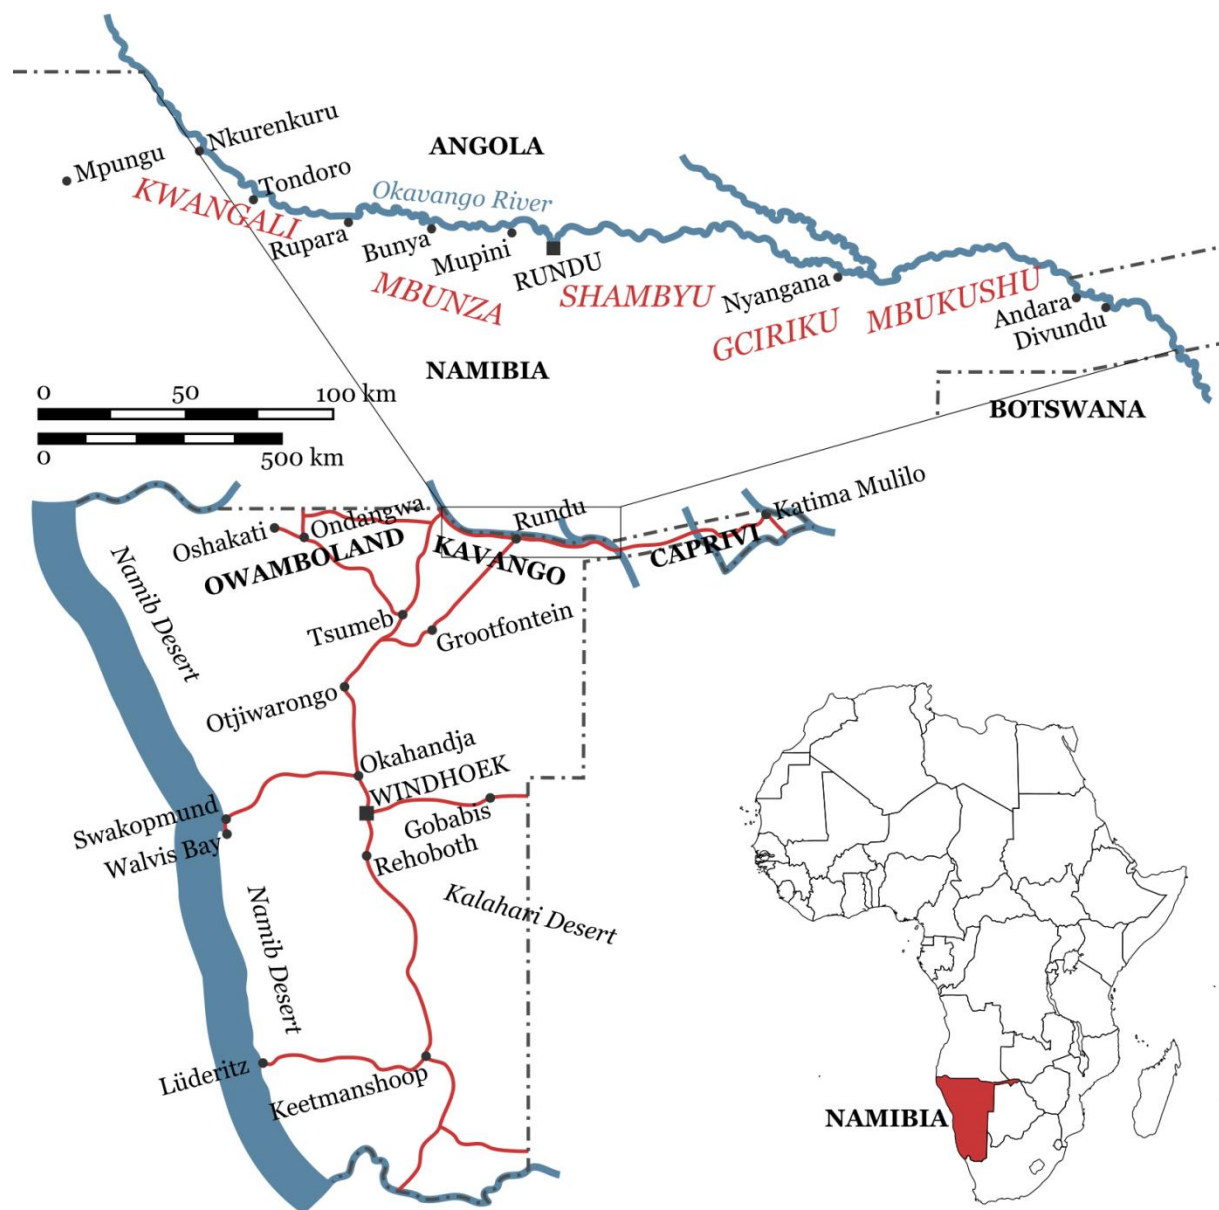 Nkurenkuru
Mpungu
ANGOLA
Tondoro
KWANGALI
Okavango River
Rupara
Bunya
Mupini
RUNDU
MBUNZA
SHAMBYU
Nyangana
GCIRIKU
MBUKUSHU
Andara
Divundu
NAMIBIA
BOTSWANA
0 50 100 km
0 500 km
Katima Mulilo
Oshakati
Ondangwa
Rundu
OWAMBOLAND
KAVANGO
CAPRIVI
Namib Desert
Tsumeb
Grootfontein
Otjiwarongo
Okahandja
WINDHOEK
Swakopmund
Gobabis
Walvis Bay
Rehoboth
Kalahari Desert
Namib Desert
Lüderitz
Keetmanshoop
NAMIBIA